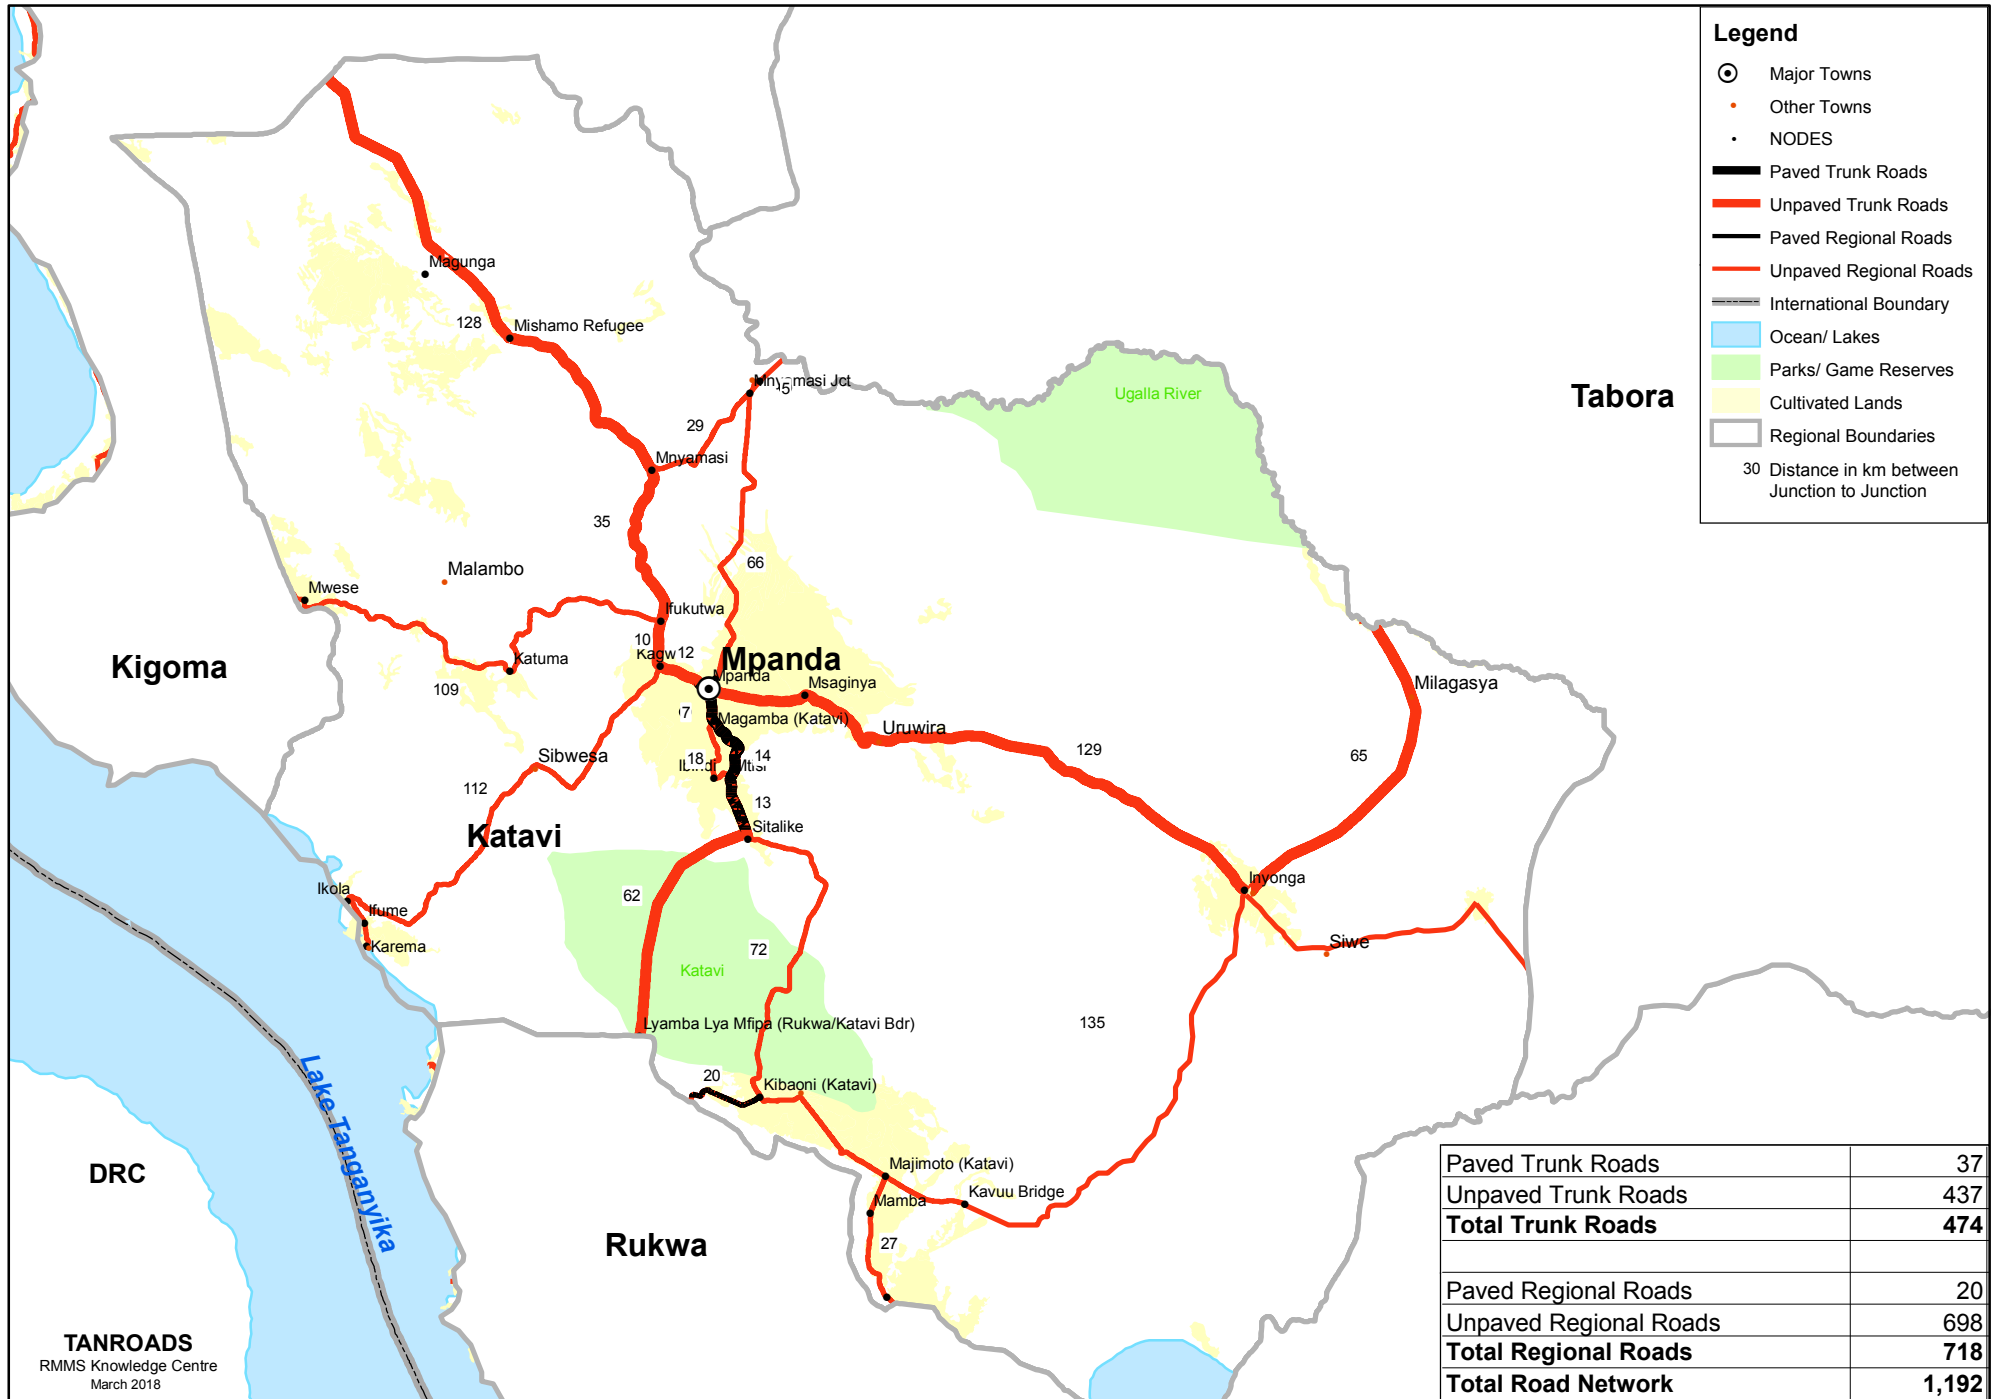 Legend
Major Towns
Other Towns
NODES
Paved Trunk Roads
Unpaved Trunk Roads
Paved Regional Roads
Unpaved Regional Roads
International Boundary
Ocean/ Lakes
Parks/ Game Reserves
Cultivated Lands
Regional Boundaries
30 Distance in km between
Junction to Junction
Magunga
128
Mishamo Refugee
Mnyamasi Jct
Ugalla River
Tabora
29
Mnyamasi
35
66
Malambo
Mwese
Ifukutwa
10
12
Mpanda
Kigoma
Katuma
Mpanda
Msaginya
Milagasya
109
7
Magamba (Katavi)
Uruwira
Sibwesa
18
14
129
65
112
13
Katavi
Sitalike
Ikola
62
Inyonga
Ifume
Karema
72
Siwe
Katavi
Lyamba Lya Mfipa (Rukwa/Katavi Bdr)
135
20
Kibaoni (Katavi)
Lake Tanganyika
DRC
Majimoto (Katavi)
Mamba
Kavuu Bridge
Rukwa
27
Paved Trunk Roads 37
Unpaved Trunk Roads 437
Total Trunk Roads 474
Paved Regional Roads 20
Unpaved Regional Roads 698
Total Regional Roads 718
Total Road Network 1,192
TANROADS
RMMS Knowledge Centre
March 2018